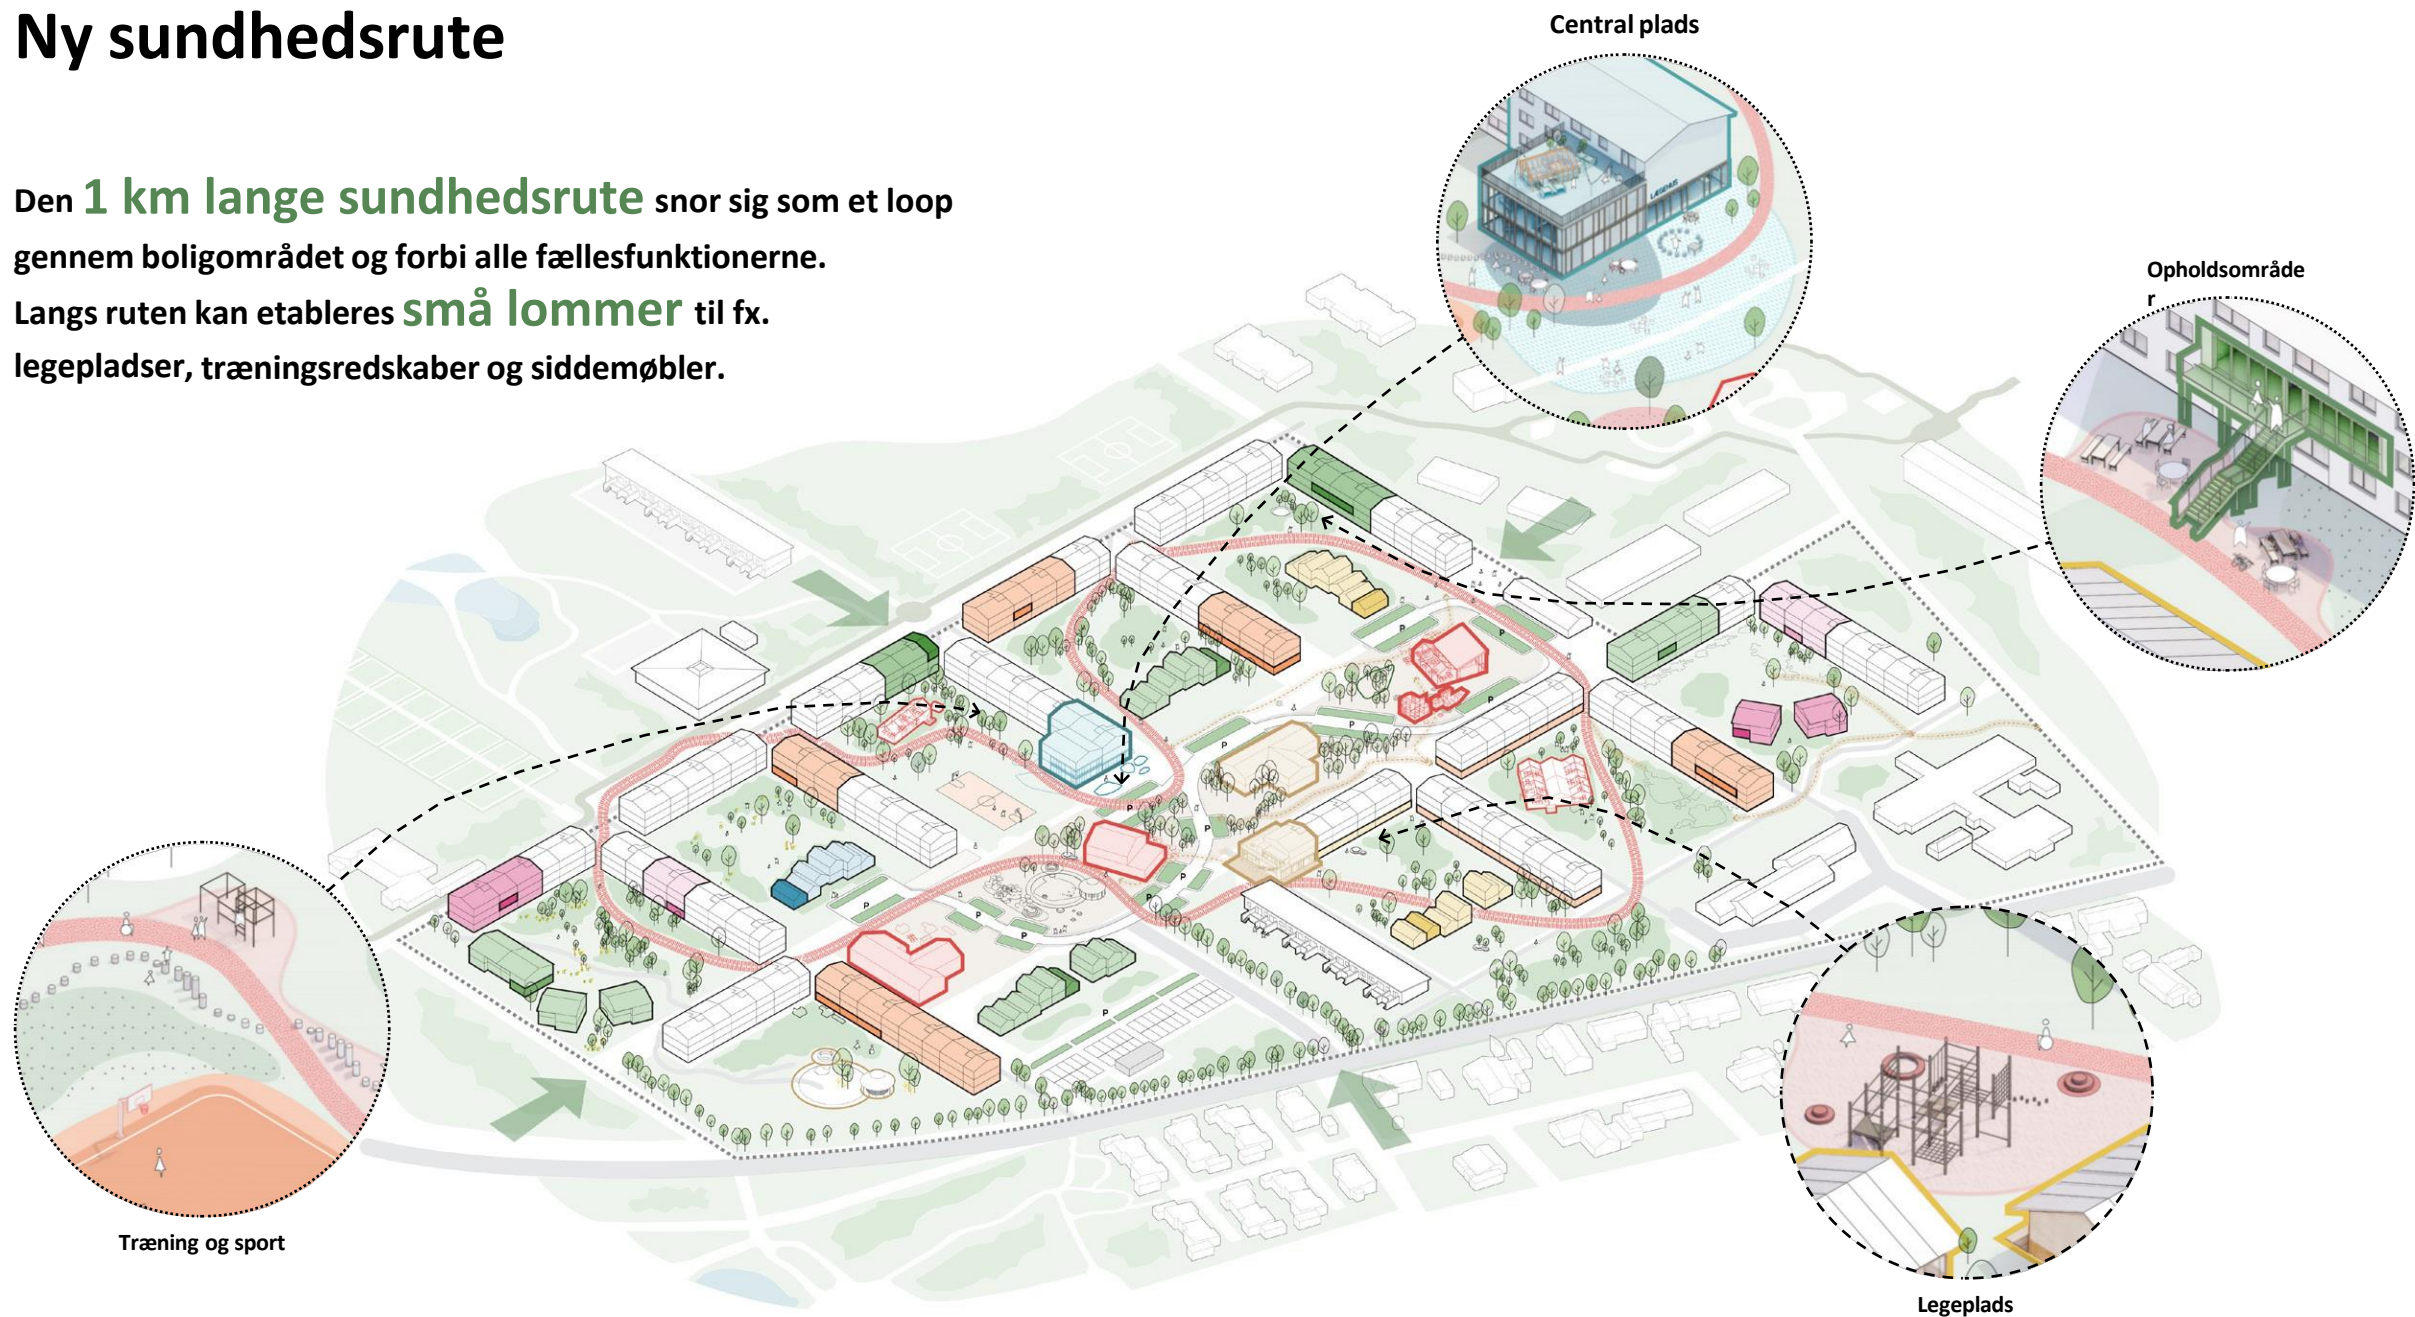 Ny sundhedsrute
Central plads
Den 1 km lange sundhedsrute snor sig som et loop
gennem boligområdet og forbi alle fællesfunktionerne.
Langs ruten kan etableres små lommer til fx.
legepladser, træningsredskaber og siddemøbler.
Opholdsområde
r
LÆGEHUS
P
P
P
P
P
P
P
P
P
P
P
Træning og sport
Legeplads